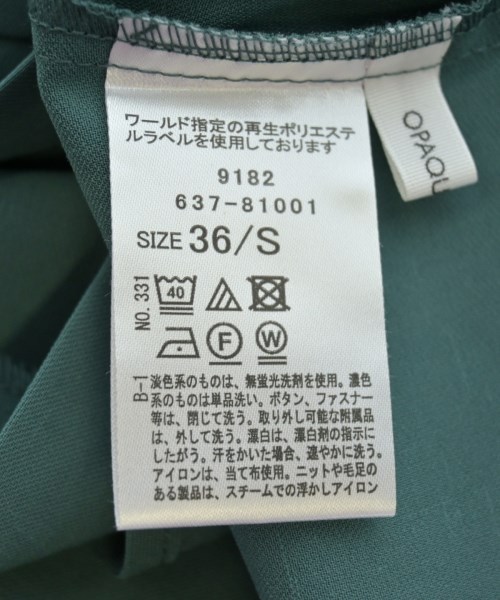 ワールド指定の再生ポリエステ
ルラベルを使用しております
9182
637-81001
SIZE 36/S
NO. 331
40
F
W
B-1
淡色系のものは、無蛍光洗剤を使用。濃色
系のものは単品洗い。ボタン、ファスナー
等は、閉じて洗う。取り外し可能な附属品
は、外して洗う。漂白は、漂白剤の指示に
したがう。汗をかいた場合、速やかに洗う。
アイロンは、当て布使用。ニットや毛足の
ある製品は、スチームでの浮かしアイロン
OPAQU